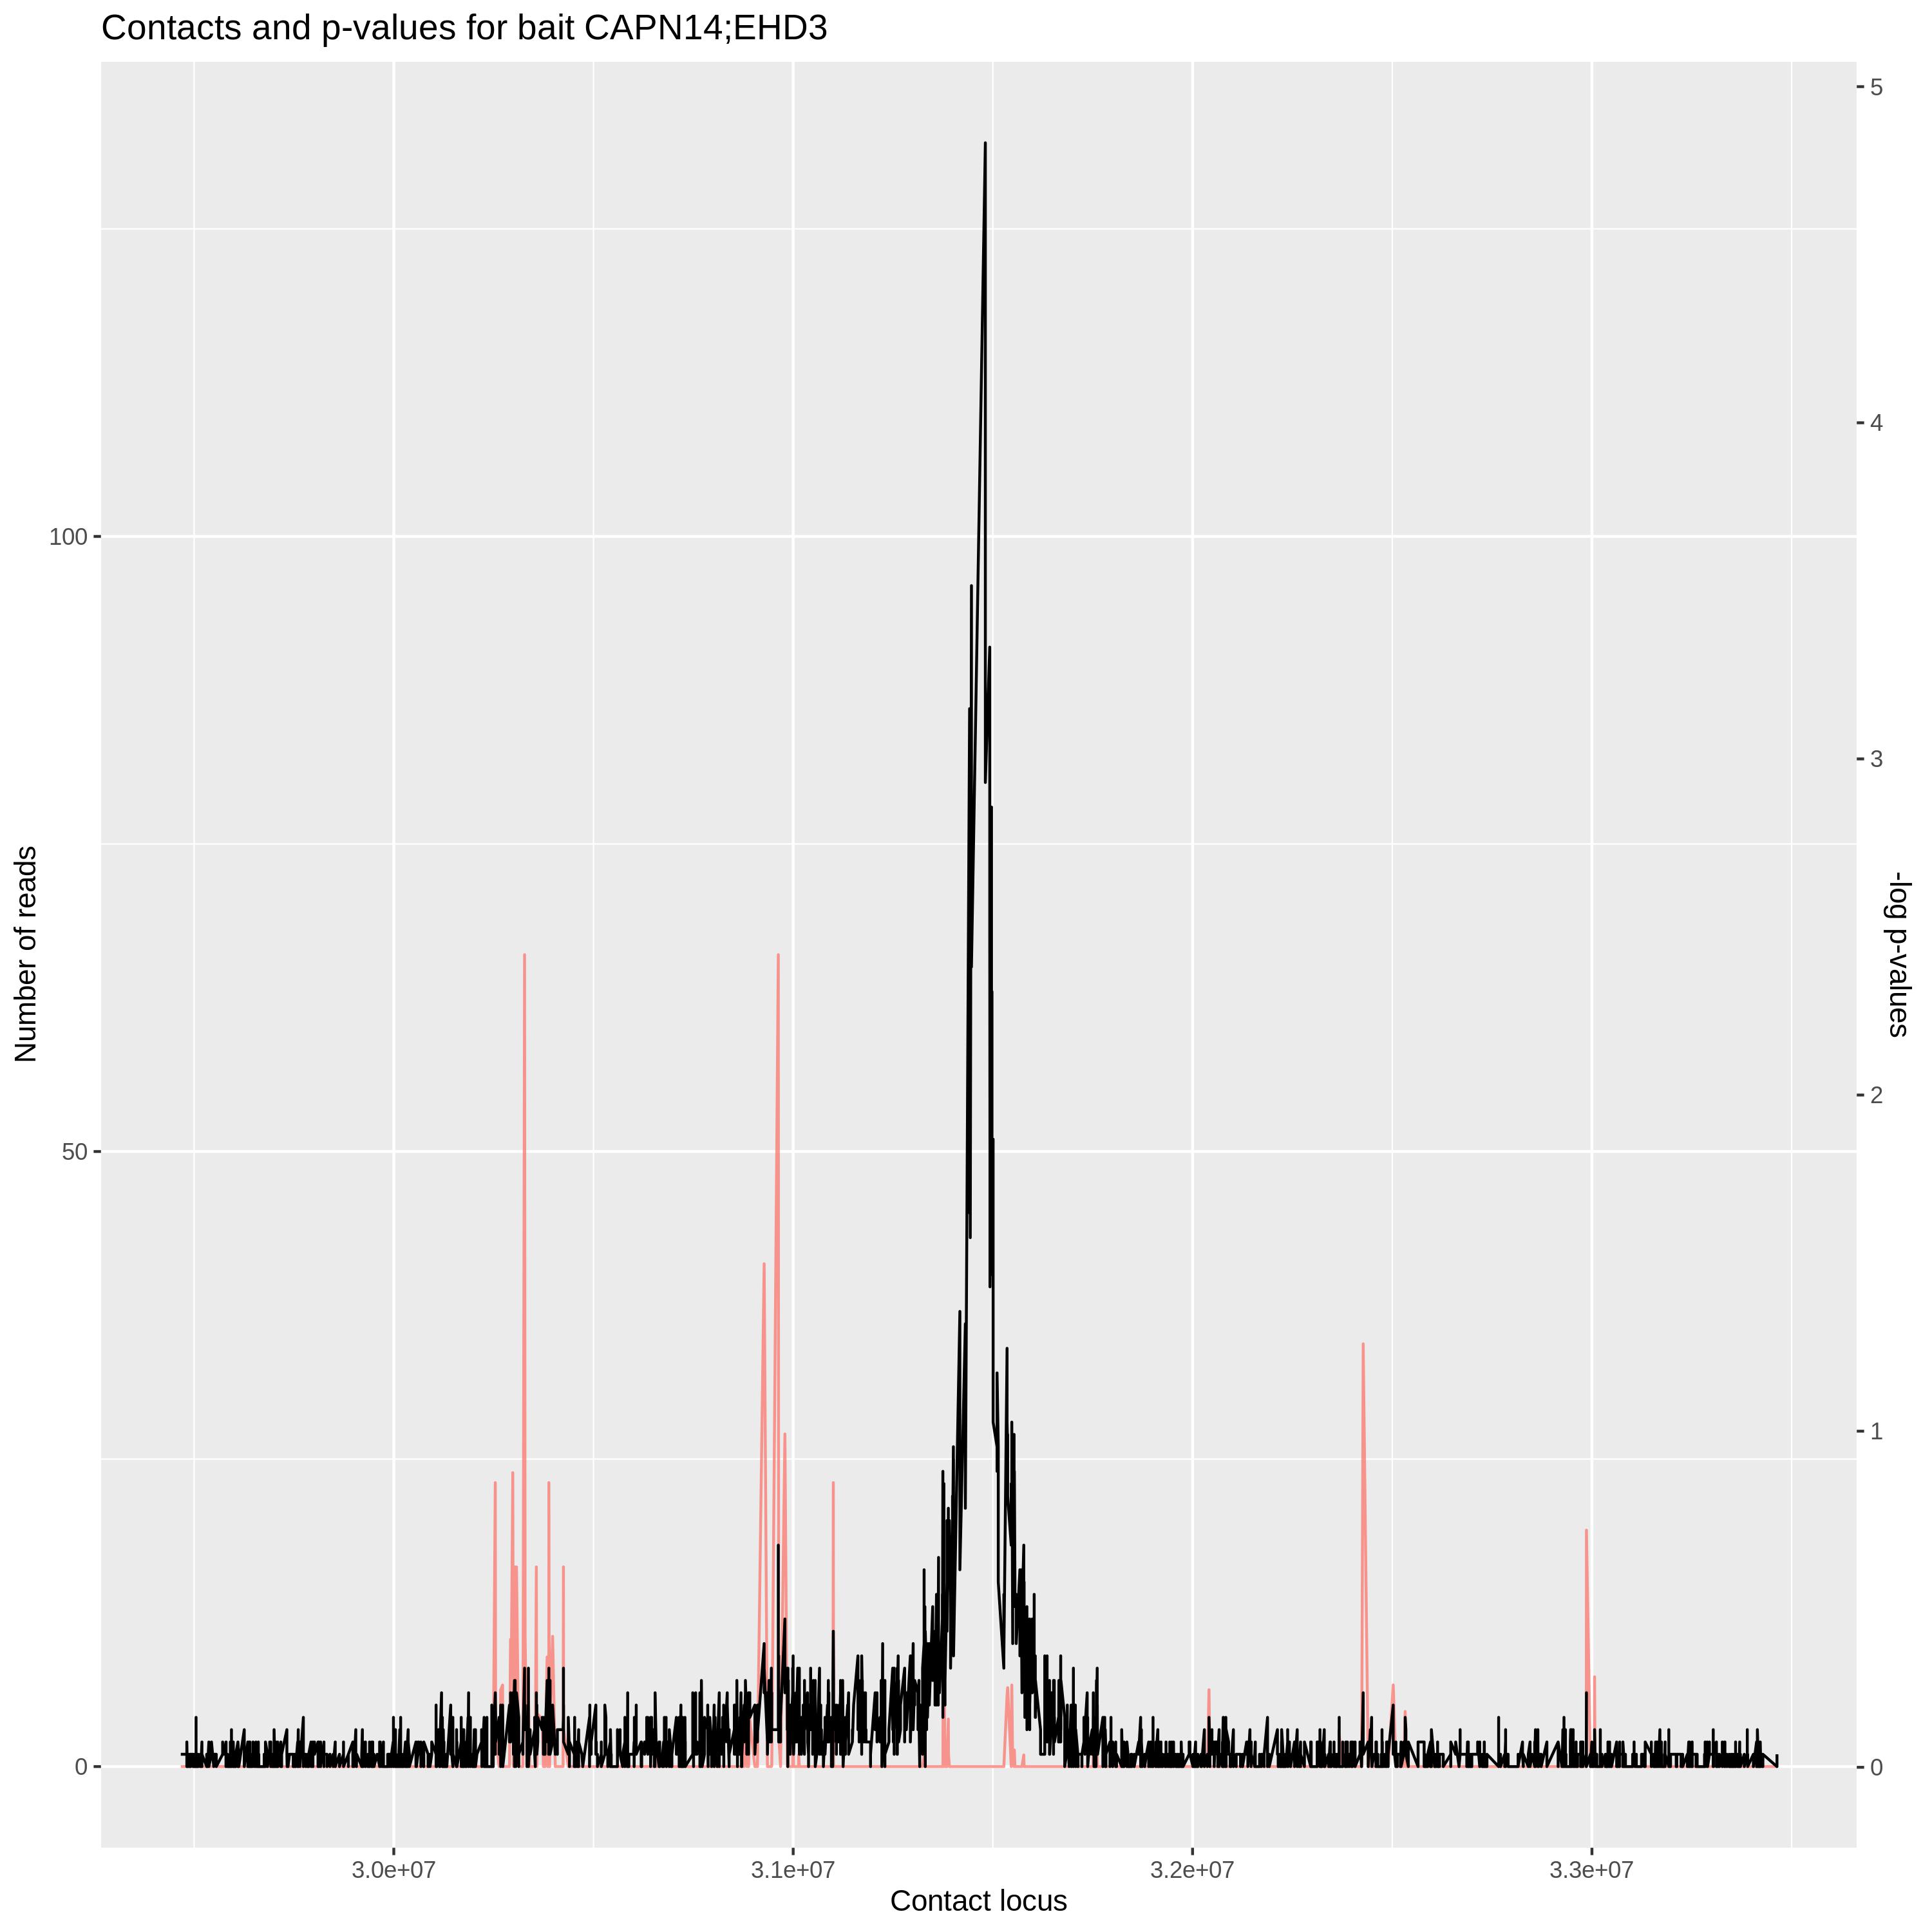 Contacts and p-values for bait CAPN14;EHD3
5
4
100
3
Number of reads
-log p-values
2
50
1
0
0
3.0e+07
3.1e+07
3.2e+07
3.3e+07
Contact locus